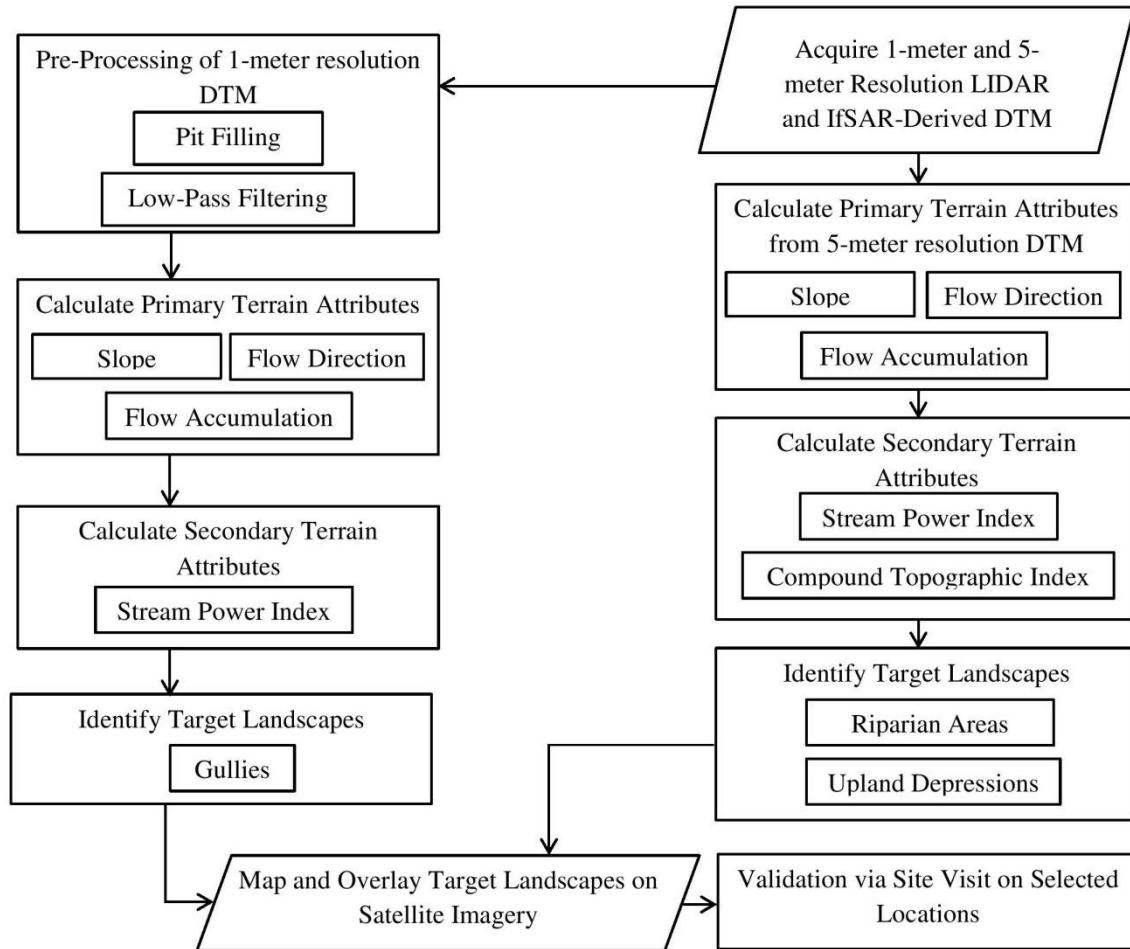 Acquire 1-meter and 5-
meter Resolution LIDAR
and IfSAR-Derived DTM
Pre-Processing of 1-meter resolution
DTM
Pit Filling
Low-Pass Filtering
Calculate Primary Terrain Attributes
Slope
Flow Direction
Flow Accumulation
Calculate Secondary Terrain
Attributes
Stream Power Index
Identify Target Landscapes
Gullies
Calculate Primary Terrain Attributes
from 5-meter resolution DTM
Slope
Flow Direction
Flow Accumulation
Calculate Secondary Terrain
Attributes
Stream Power Index
Compound Topographic Index
Identify Target Landscapes
Riparian Areas
Upland Depressions
Map and Overlay Target Landscapes on
Satellite Imagery
Validation via Site Visit on Selected
Locations